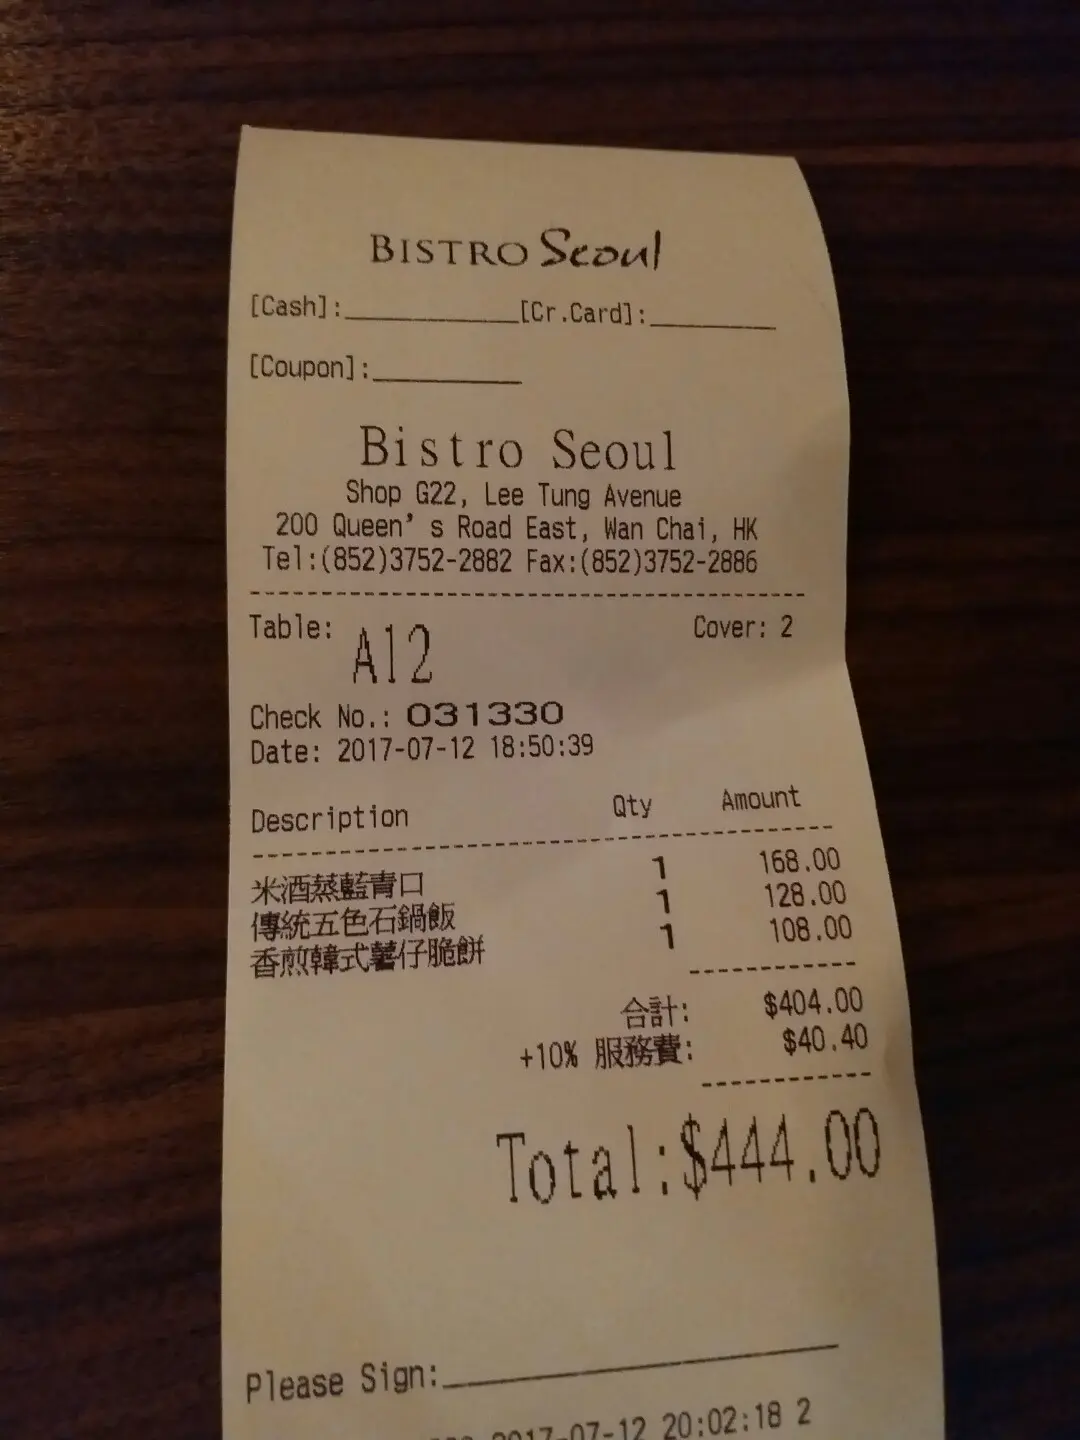 BISTRO Seoul
[Cash]:____________[Cr.Card]:_________
[Coupon]:__________
Bistro Seoul
Shop G22, Lee Tung Avenue
200 Queen's Road East, Wan Chai, HK
Tel:(852)3752-2882 Fax:(852)3752-2886
Table: A12 Cover: 2
Check No.: 031330
Date: 2017-07-12 18:50:39
Description Qty Amount
米酒蒸藍青口 1 168.00
傳統五色石鍋飯 1 128.00
香煎韓式薯仔脆餅 1 108.00
合計: $404.00
+10% 服務費: $40.40
Total:$444.00
Please Sign:____________________
2017-07-12 20:02:18 2